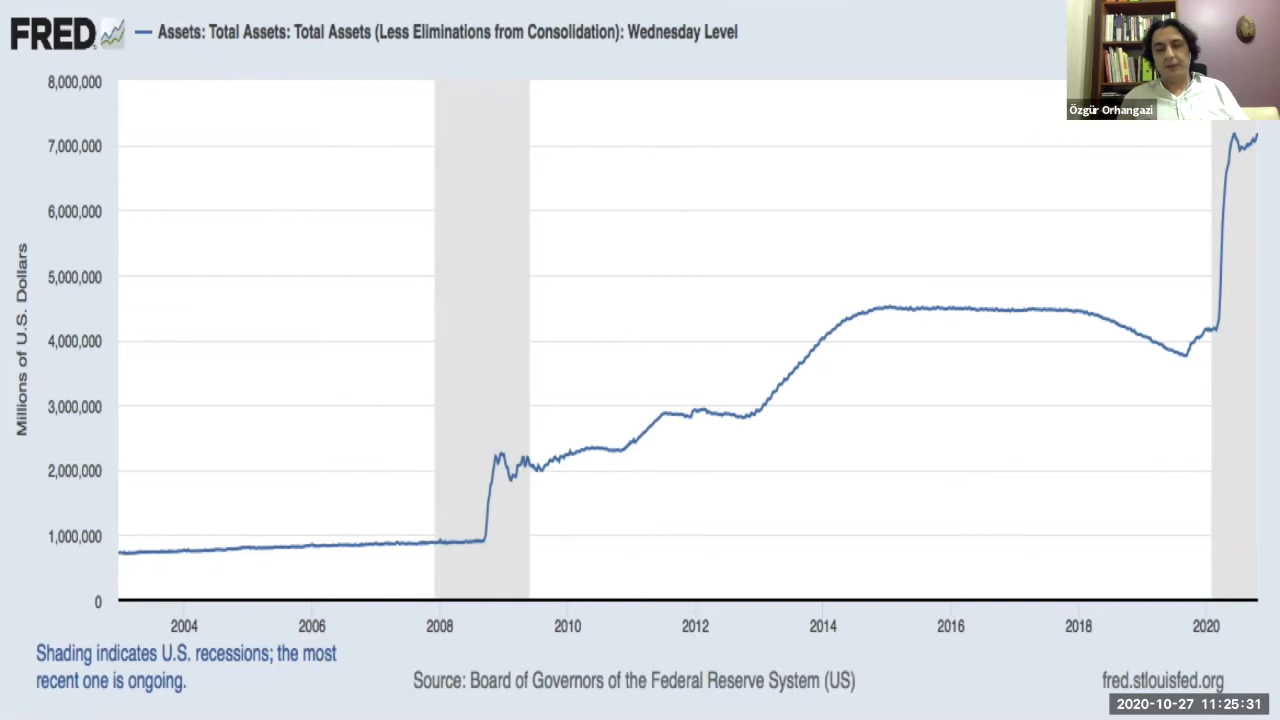 FRED
Assets: Total Assets: Total Assets (Less Eliminations from Consolidation): Wednesday Level
Özgür Orhangazi
8,000,000
7,000,000
6,000,000
5,000,000
4,000,000
3,000,000
2,000,000
1,000,000
0
Millions of U.S. Dollars
2004 2006 2008 2010 2012 2014 2016 2018 2020
Shading indicates U.S. recessions; the most
recent one is ongoing.
Source: Board of Governors of the Federal Reserve System (US)
fred.stlouisfed.org
2020-10-27 11:25:31